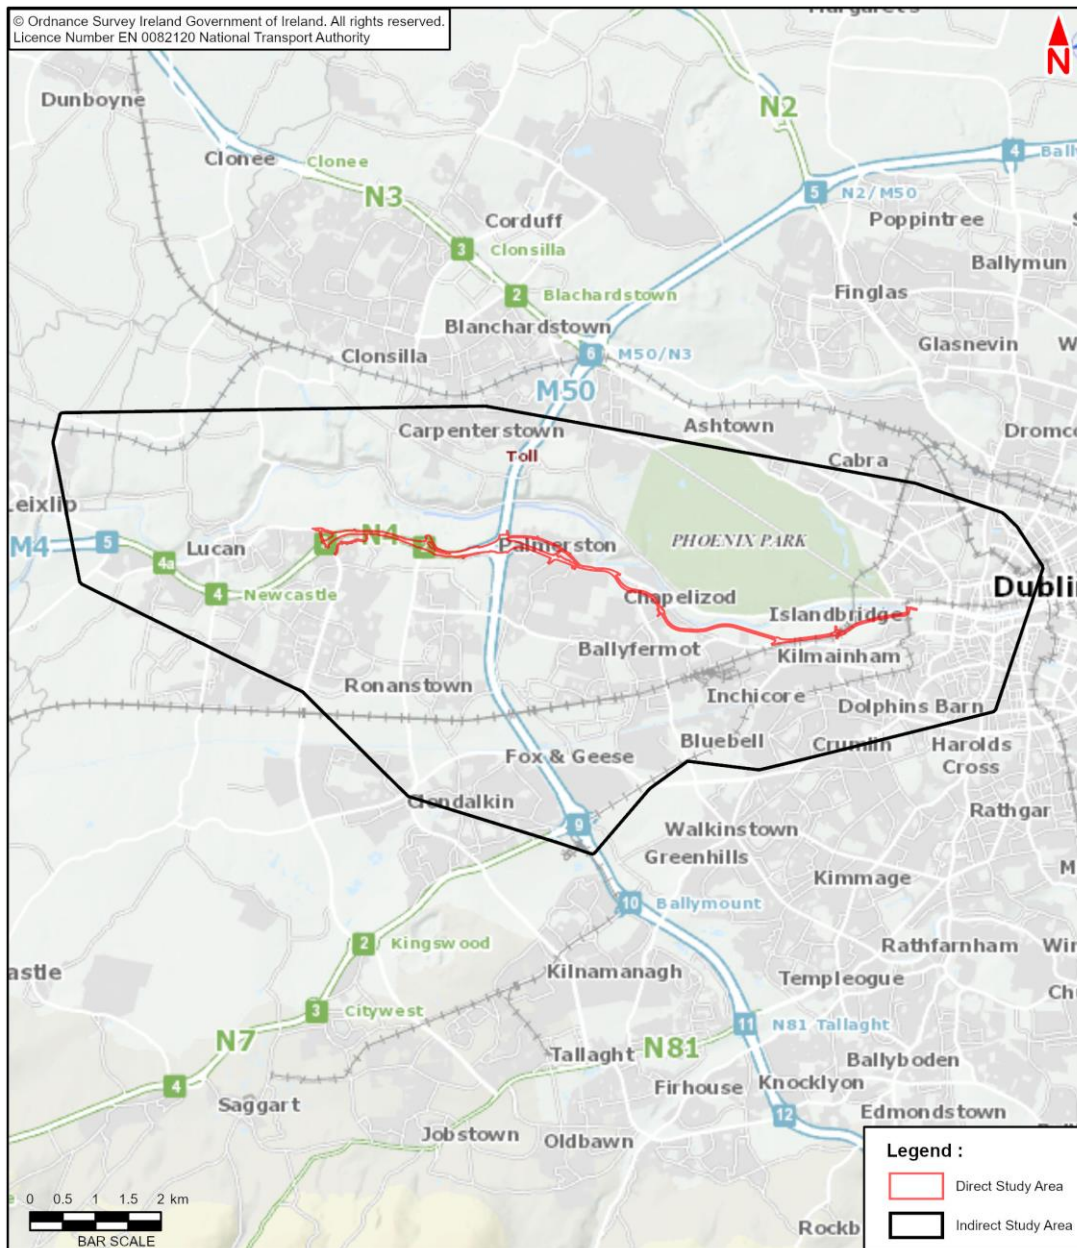 © Ordnance Survey Ireland Government of Ireland. All rights reserved.
Licence Number EN 0082120 National Transport Authority
N
Dunboyne
N2
4
Clonee
Clonee
5
N2/M50
N3
Poppintree
Corduff
3
Clonsilla
Ballymun
2
Blachardstown
Finglas
Blanchardstown
Glasnevin
Clonsilla
6
M50/N3
M50
Ashtown
Carpenterstown
Toll
Cabra
M4
5
Lucan
N4
Palmerston
PHOENIX PARK
4a
4
Newcastle
Chapelizod
Dublin
Islandbridge
Ballyfermot
Kilmainham
Ronanstown
Inchicore
Dolphins Barn
Bluebell
Crumlin
Harolds
Cross
Fox & Geese
Clondalkin
Rathgar
9
Walkinstown
Greenhills
Kimmage
10
Ballymount
2
Kingswood
Rathfarnham
Kilnamanagh
Templeogue
3
Citywest
11
N81 Tallaght
N7
Tallaght
N81
Ballyboden
4
Firhouse
Knocklyon
Saggart
12
Edmondstown
Jobstown
Oldbawn
Legend :
Direct Study Area
Indirect Study Area
0 0.5 1 1.5 2 km
BAR SCALE